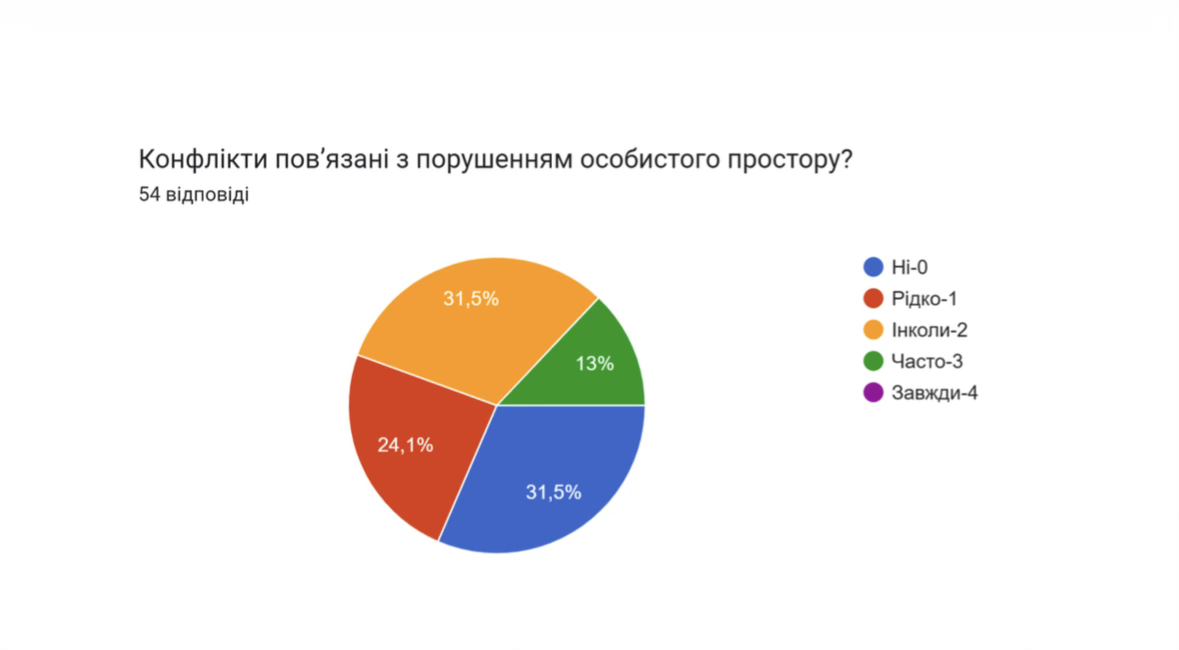 Конфлікти пов’язані з порушенням особистого простору?
54 відповіді
31,5%
13%
24,1%
31,5%
Ні-0
Рідко-1
Інколи-2
Часто-3
Завжди-4